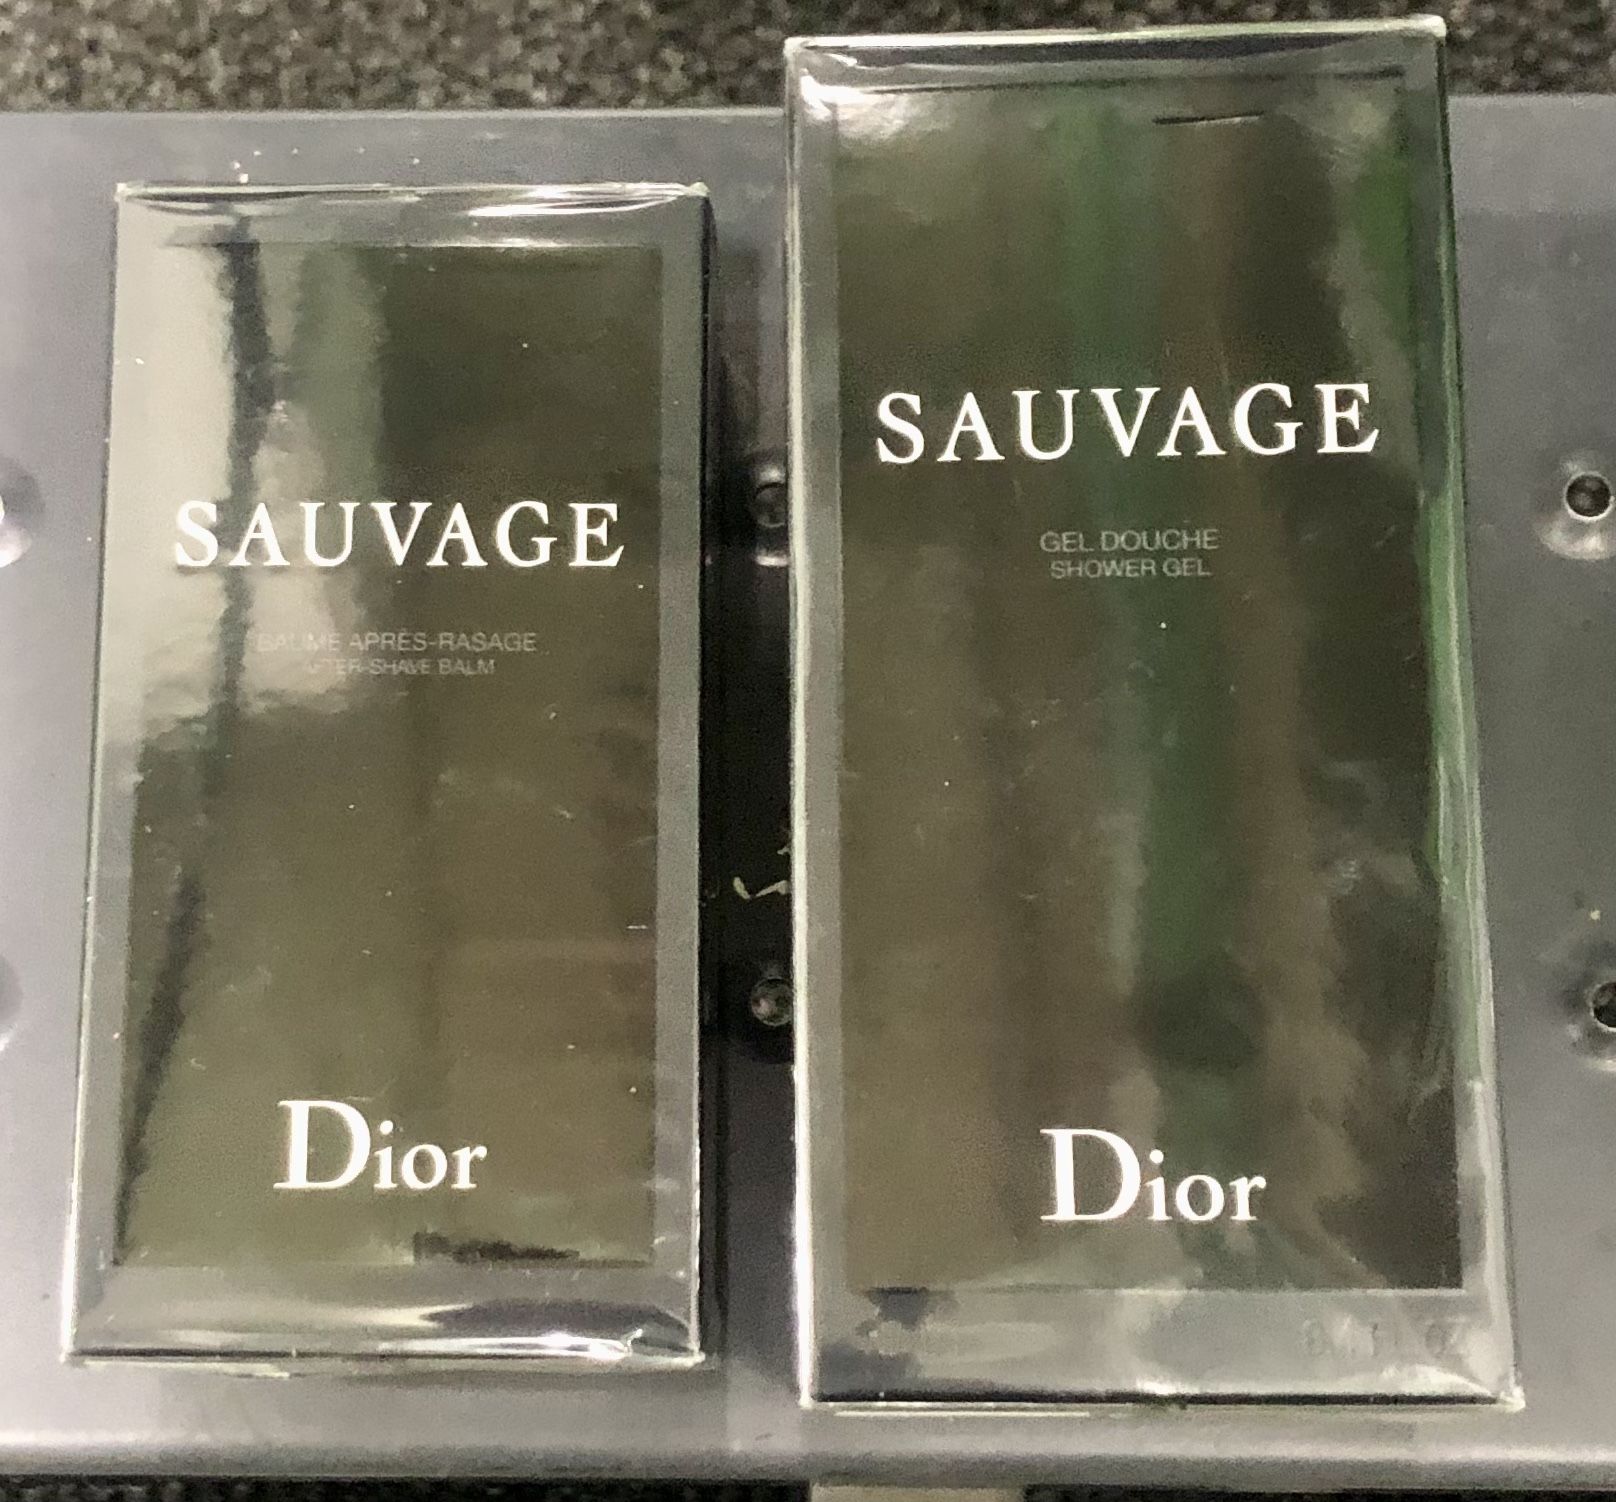 SAUVAGE
BAUME APRÈS-RASAGE
AFTER-SHAVE BALM
Dior
SAUVAGE
GEL DOUCHE
SHOWER GEL
Dior